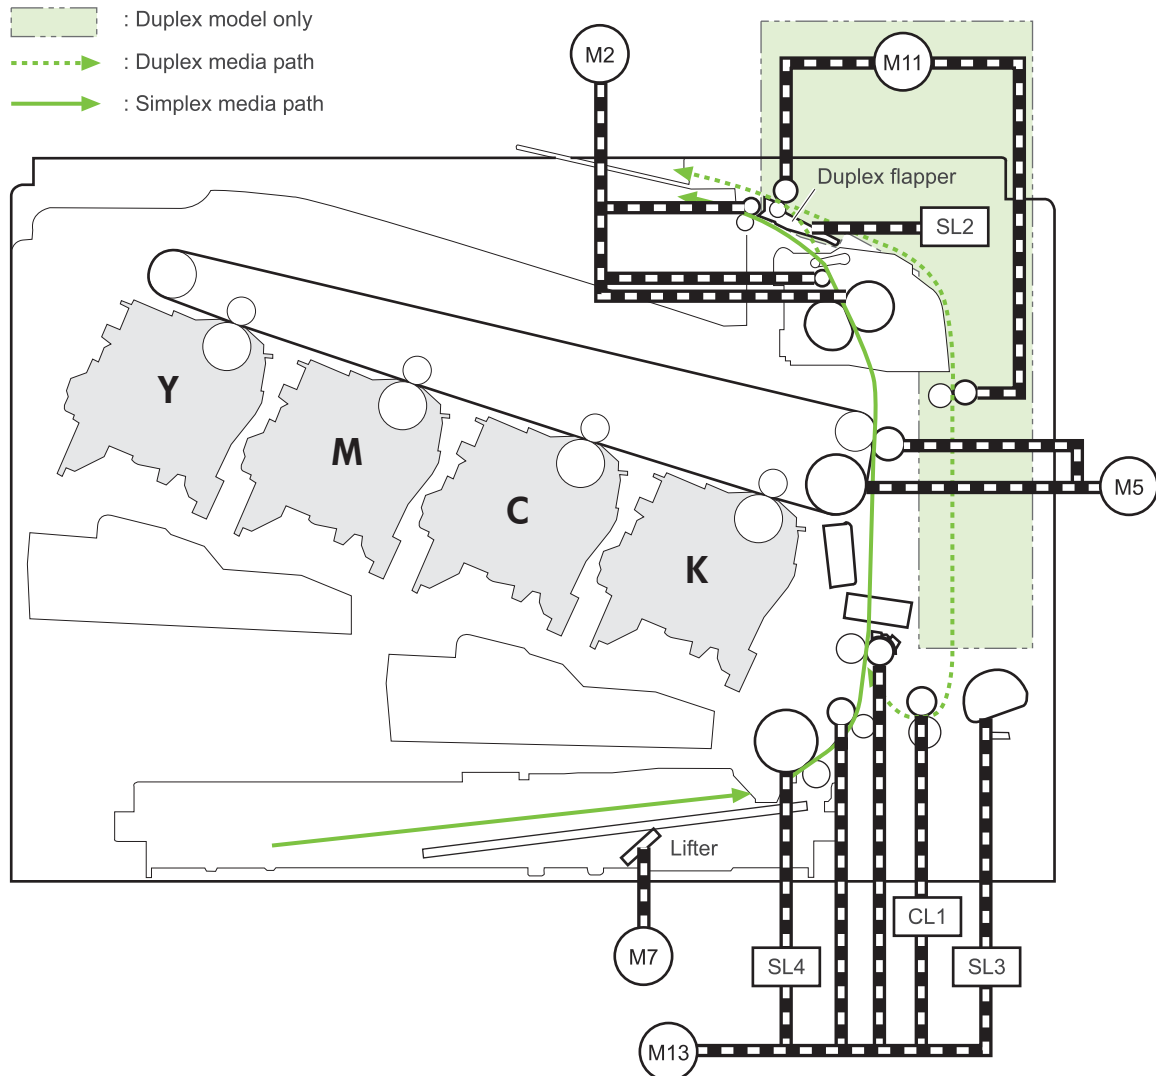 : Duplex model only
: Duplex media path
: Simplex media path
M2
M11
Duplex flapper
SL2
Y
M
C
K
M5
Lifter
CL1
M7
SL4
SL3
M13